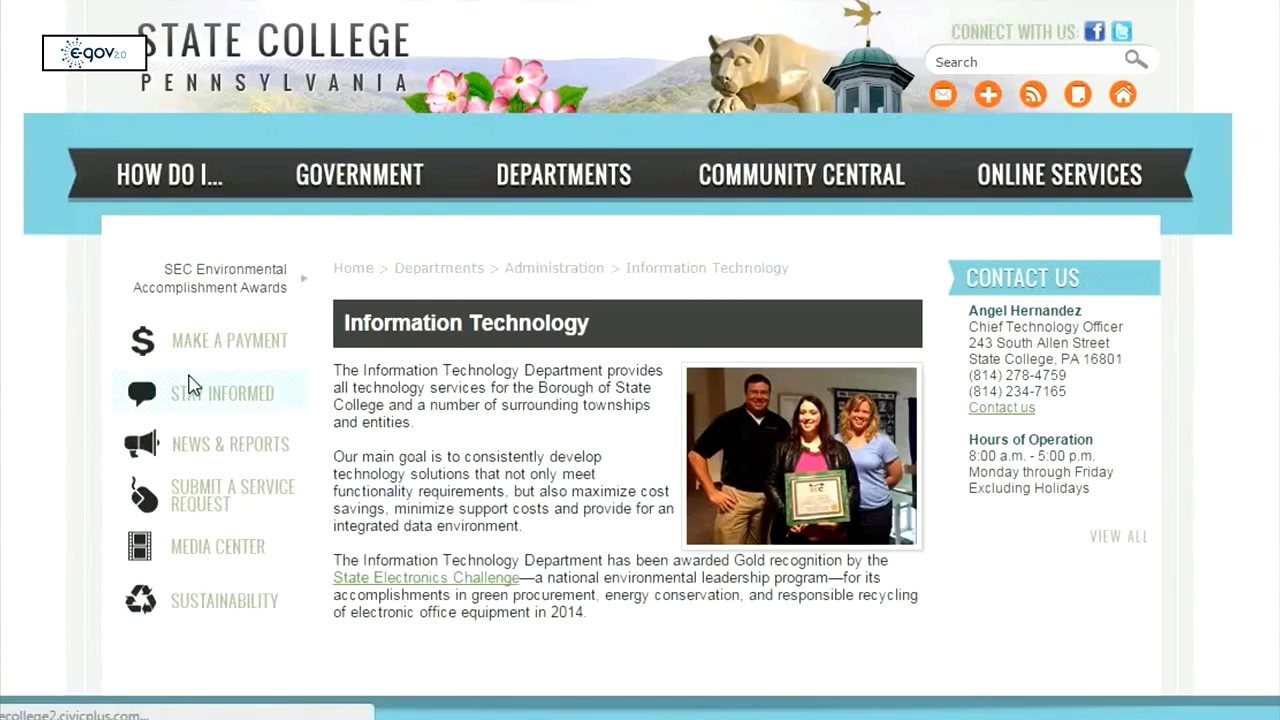 STATE COLLEGE
PENNSYLVANIA
e-gov 2.0
CONNECT WITH US:
Search
HOW DO I... GOVERNMENT DEPARTMENTS COMMUNITY CENTRAL ONLINE SERVICES
SEC Environmental
Accomplishment Awards
MAKE A PAYMENT
STAY INFORMED
NEWS & REPORTS
SUBMIT A SERVICE
REQUEST
MEDIA CENTER
SUSTAINABILITY
Home > Departments > Administration > Information Technology
Information Technology
The Information Technology Department provides
all technology services for the Borough of State
College and a number of surrounding townships
and entities.
Our main goal is to consistently develop
technology solutions that not only meet
functionality requirements, but also maximize cost
savings, minimize support costs and provide for an
integrated data environment.
The Information Technology Department has been awarded Gold recognition by the
State Electronics Challenge—a national environmental leadership program—for its
accomplishments in green procurement, energy conservation, and responsible recycling
of electronic office equipment in 2014.
CONTACT US
Angel Hernandez
Chief Technology Officer
243 South Allen Street
State College, PA 16801
(814) 278-4759
(814) 234-7165
Contact us
Hours of Operation
8:00 a.m. - 5:00 p.m.
Monday through Friday
Excluding Holidays
VIEW ALL
ecollege2.civicplus.com...